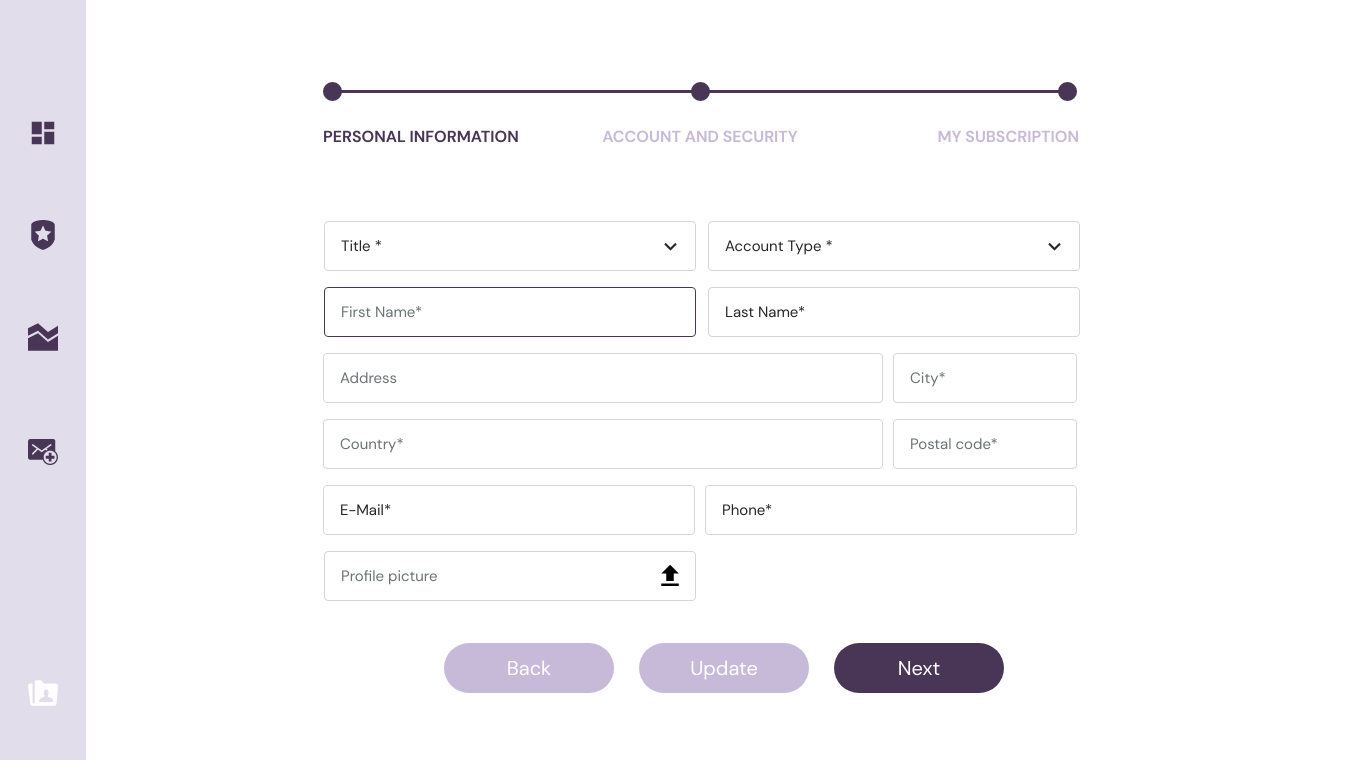 PERSONAL INFORMATION
ACCOUNT AND SECURITY
MY SUBSCRIPTION
Title *
Account Type *
First Name*
Last Name*
Address
City*
Country*
Postal code*
E-Mail*
Phone*
Profile picture
Back
Update
Next